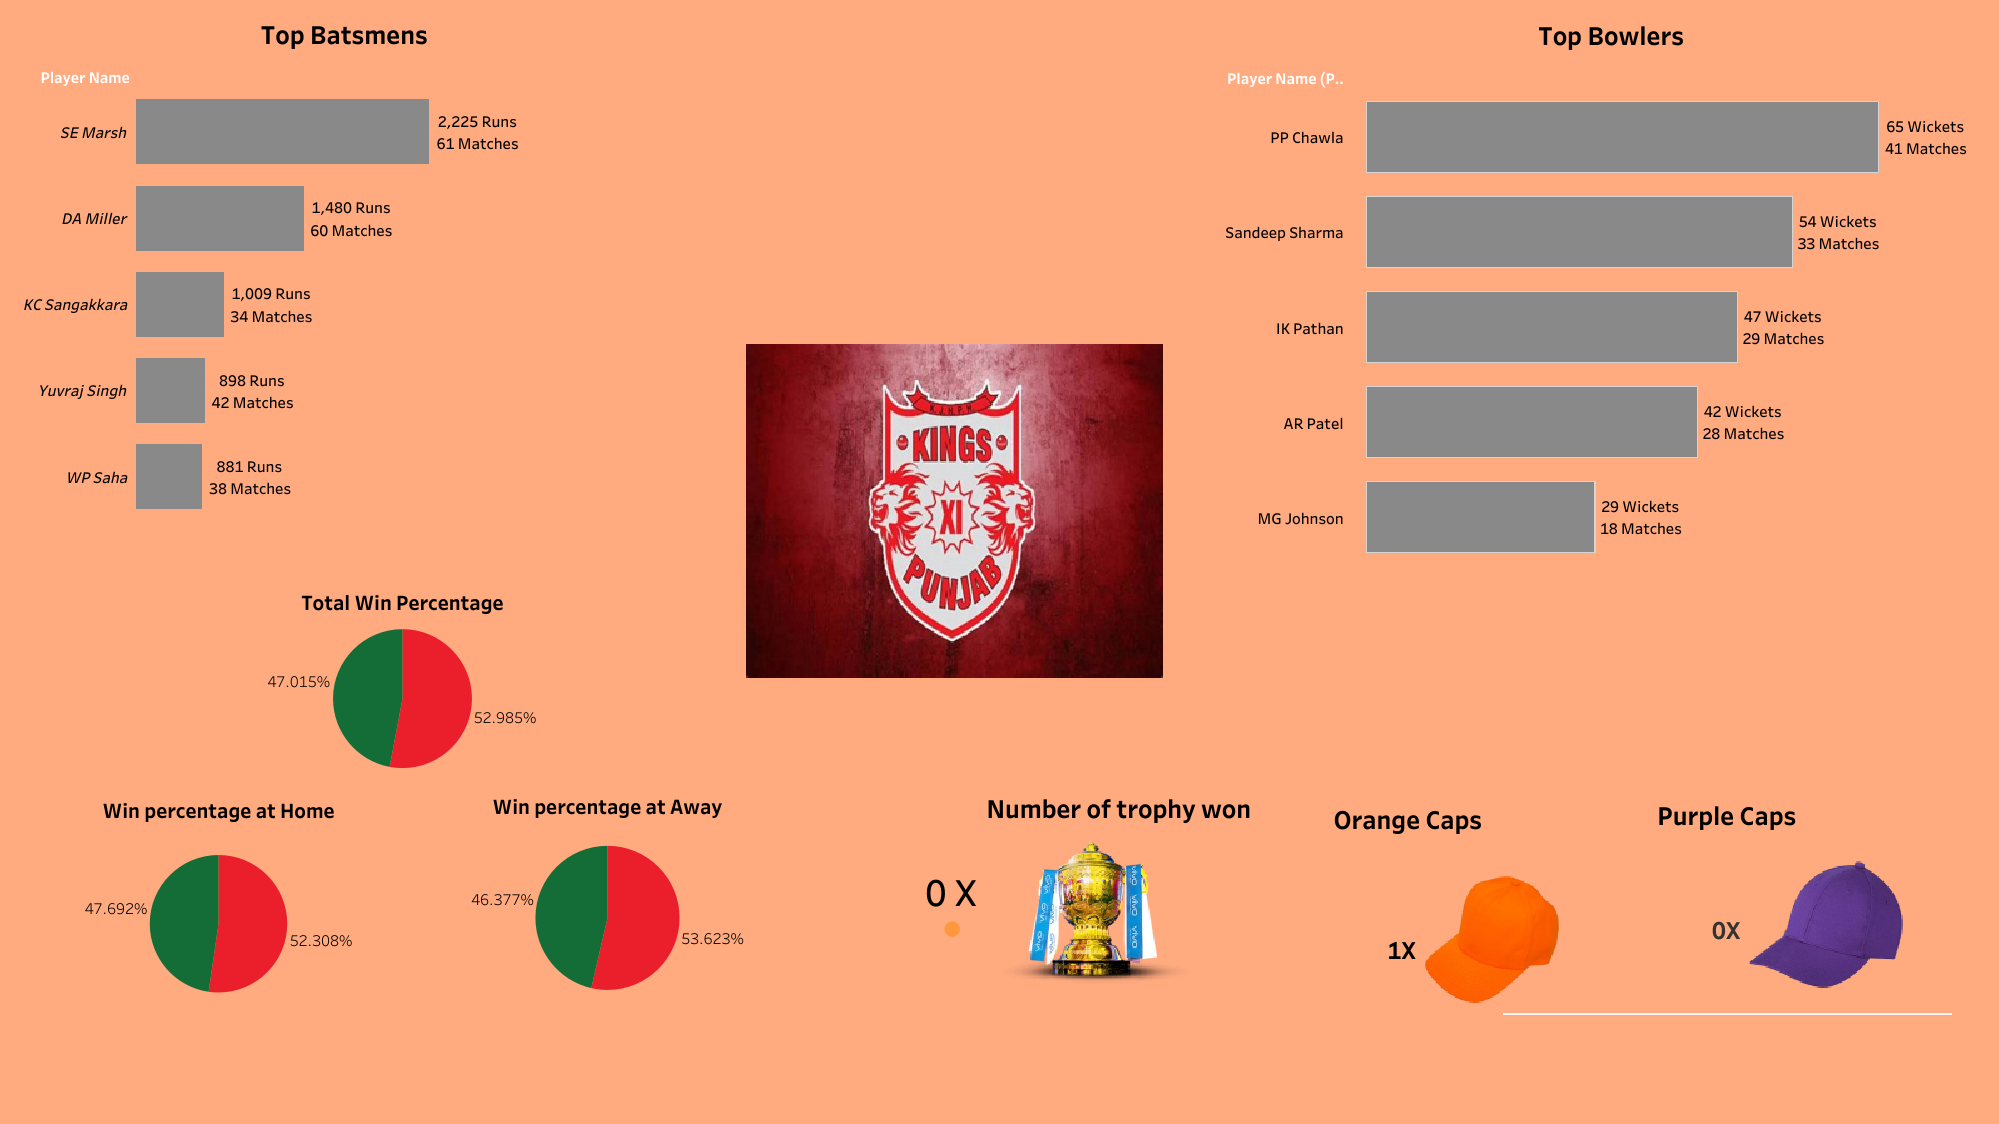 Top Batsmens
Player Name
SE Marsh
2,225 Runs
61 Matches
DA Miller
1,480 Runs
60 Matches
KC Sangakkara
1,009 Runs
34 Matches
Yuvraj Singh
898 Runs
42 Matches
WP Saha
881 Runs
38 Matches
Top Bowlers
Player Name (P..
PP Chawla
65 Wickets
41 Matches
Sandeep Sharma
54 Wickets
33 Matches
IK Pathan
47 Wickets
29 Matches
AR Patel
42 Wickets
28 Matches
MG Johnson
29 Wickets
18 Matches
KINGS
XI
PUNJAB
Total Win Percentage
47.015%
52.985%
Win percentage at Home
47.692%
52.308%
Win percentage at Away
46.377%
53.623%
Number of trophy won
0 X
vivo
vivo
vivo
vivo
Orange Caps
1X
Purple Caps
0X